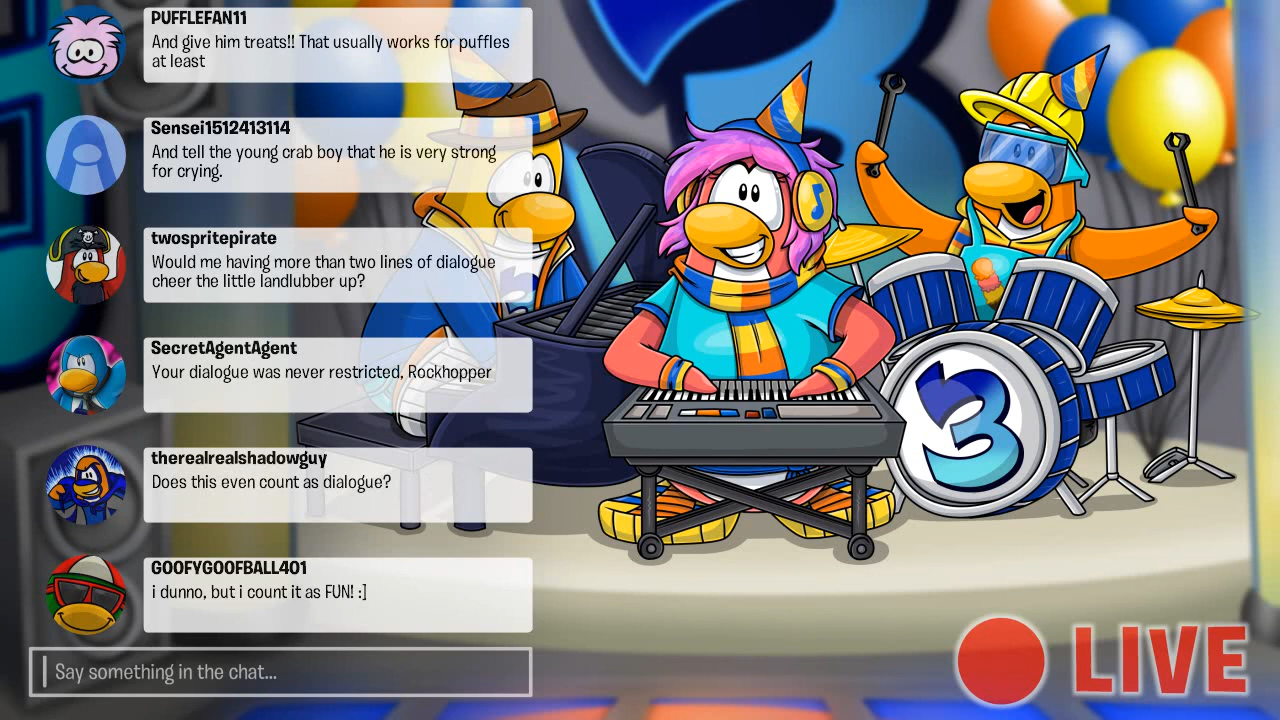 PUFFLEFAN11
And give him treats!! That usually works for puffles
at least
Sensei1512413114
And tell the young crab boy that he is very strong
for crying.
twospritepirate
Would me having more than two lines of dialogue
cheer the little landlubber up?
SecretAgentAgent
Your dialogue was never restricted, Rockhopper
therealrealshadowguy
Does this even count as dialogue?
GOOFYGOOFBALL401
i dunno, but i count it as FUN! :]
Say something in the chat...
3
LIVE